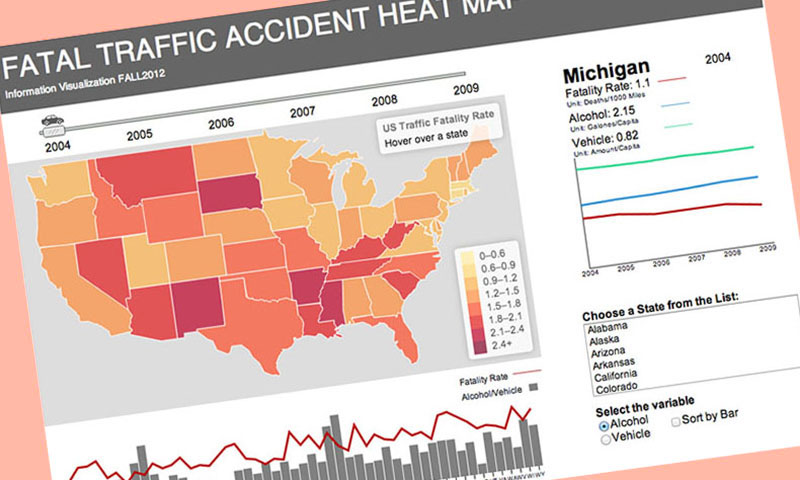 FATAL TRAFFIC ACCIDENT HEAT MAP
Information Visualization FALL2012
2004
2005
2006
2007
2008
2009
US Traffic Fatality Rate
Hover over a state
0–0.6
0.6–0.9
0.9–1.2
1.2–1.5
1.5–1.8
1.8–2.1
2.1–2.4
2.4+
Fatality Rate
Alcohol/Vehicle
Michigan
2004
Fatality Rate: 1.1
Unit: Deaths/1000 Miles
Alcohol: 2.15
Unit: Galones/Capita
Vehicle: 0.82
Unit: Amount/Capita
2004
2005
2006
2007
2008
2009
Choose a State from the List:
Alabama
Alaska
Arizona
Arkansas
California
Colorado
Select the variable
Alcohol
Sort by Bar
Vehicle